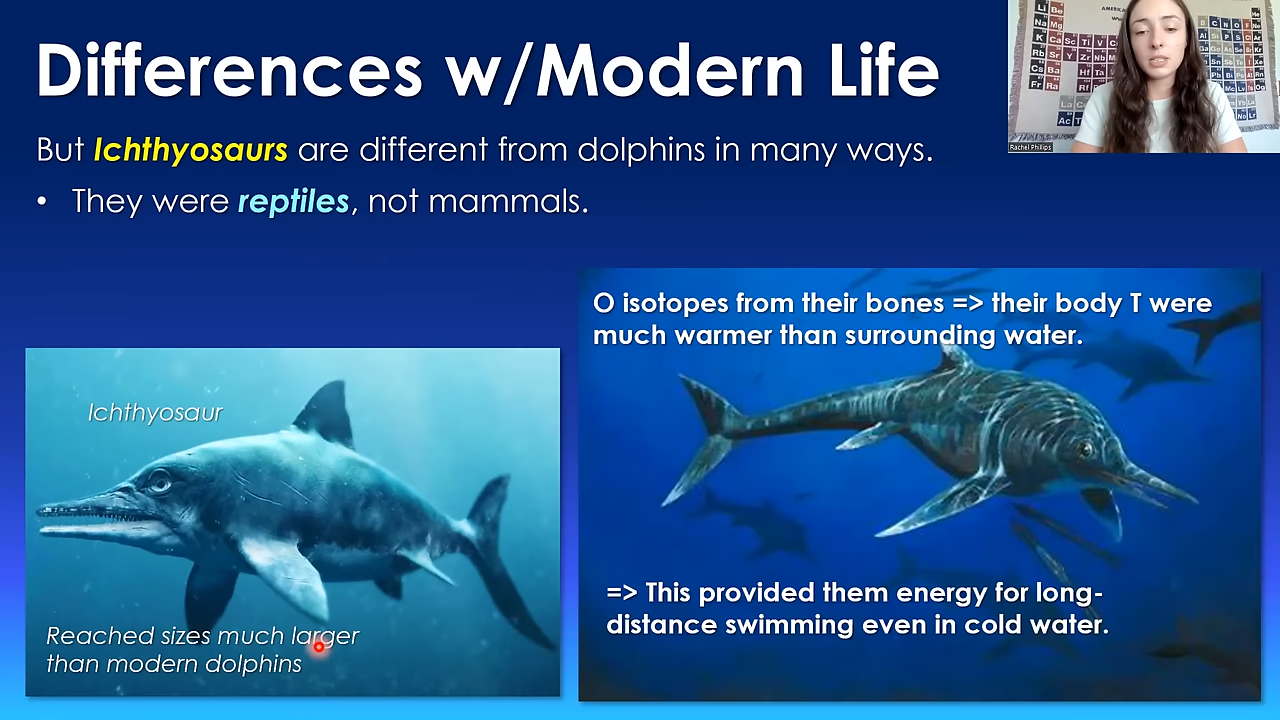 Differences w/Modern Life
But Ichthyosaurs are different from dolphins in many ways.
• They were reptiles, not mammals.
O isotopes from their bones => their body T were
much warmer than surrounding water.
Ichthyosaur
Reached sizes much larger
than modern dolphins
=> This provided them energy for long-
distance swimming even in cold water.
Rachel Phillips